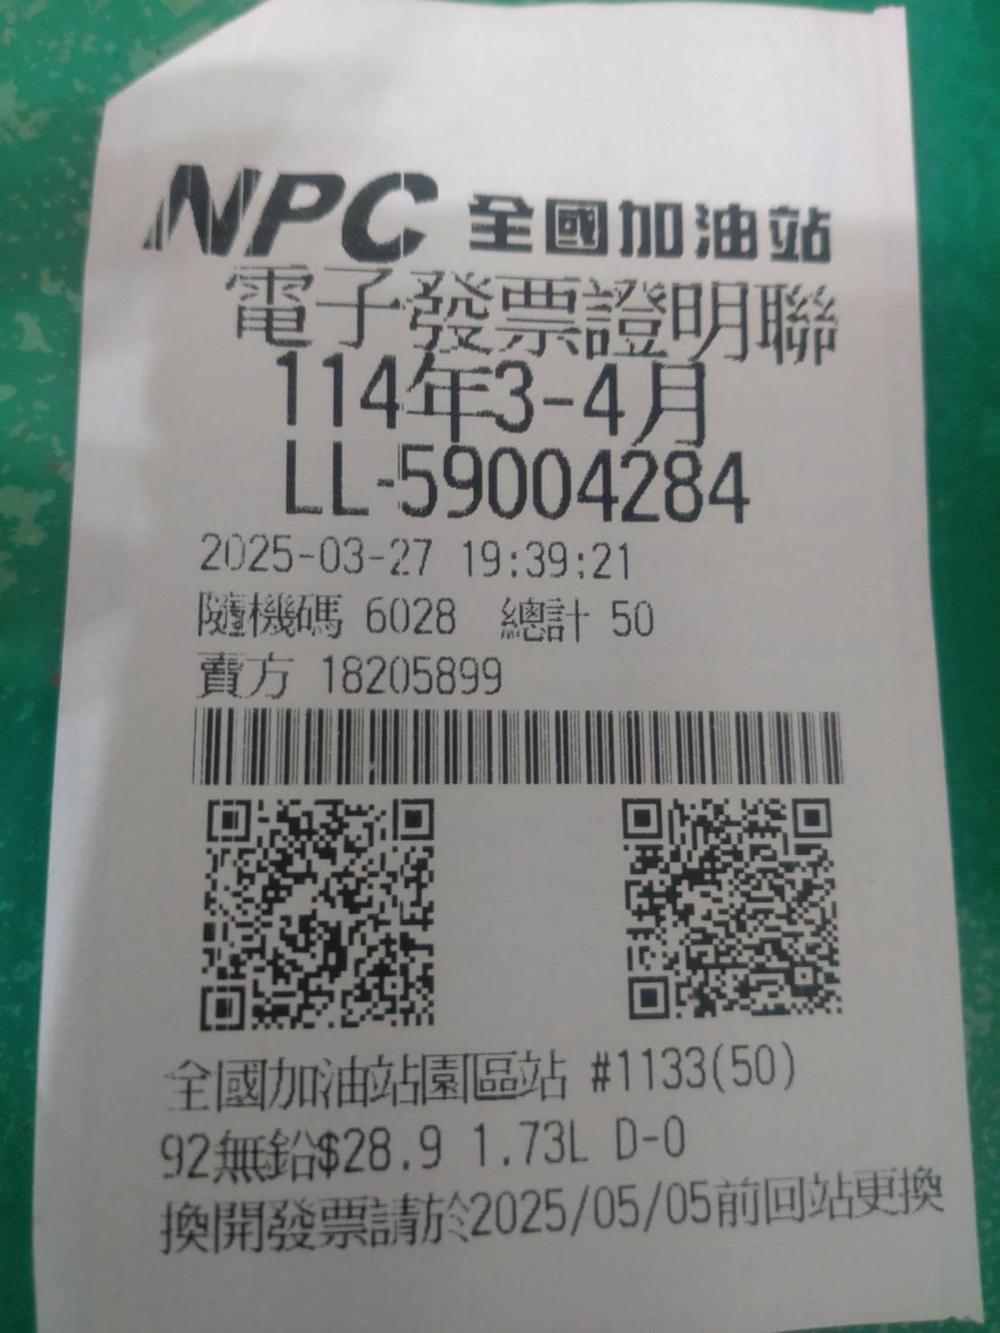 NPC 全國加油站
電子發票證明聯
114年3-4月
LL-59004284
2025-03-27 19:39:21
隨機碼 6028 總計 50
賣方 18205899
全國加油站園區站 #1133(50)
92無鉛$28.9 1.73L D-0
換開發票請於2025/05/05前回站更換